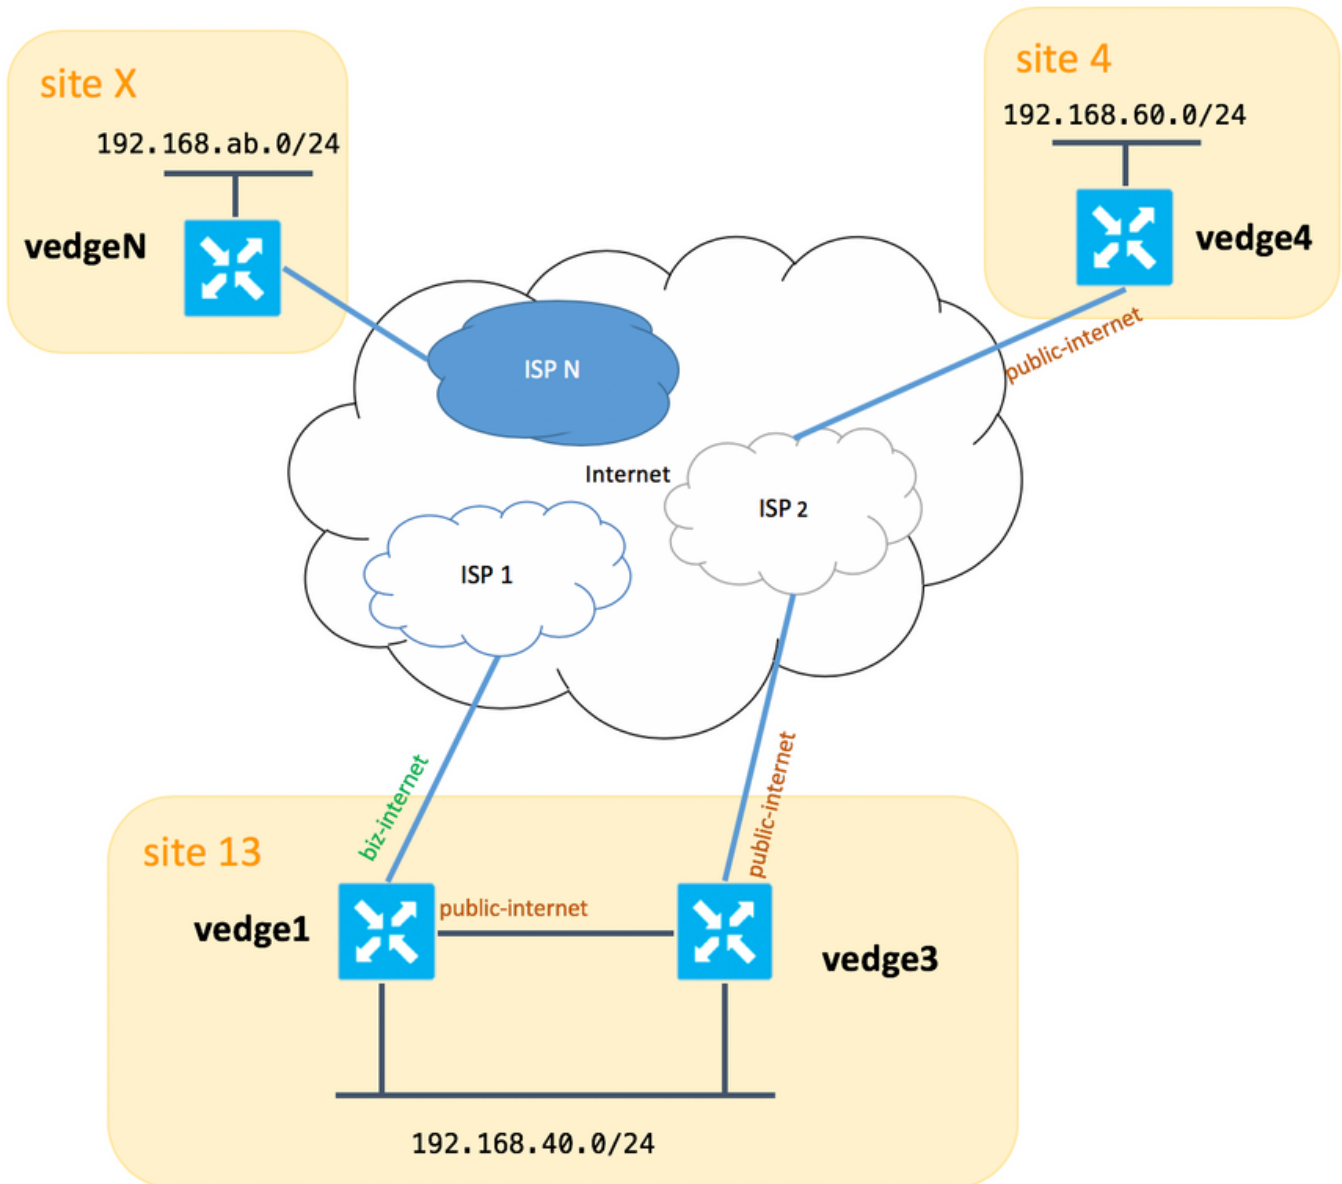 site X
192.168.ab.0/24
vedgeN
site 4
192.168.60.0/24
vedge4
public-internet
ISP N
Internet
ISP 2
ISP 1
biz-internet
public-internet
site 13
vedge1
public-internet
vedge3
192.168.40.0/24